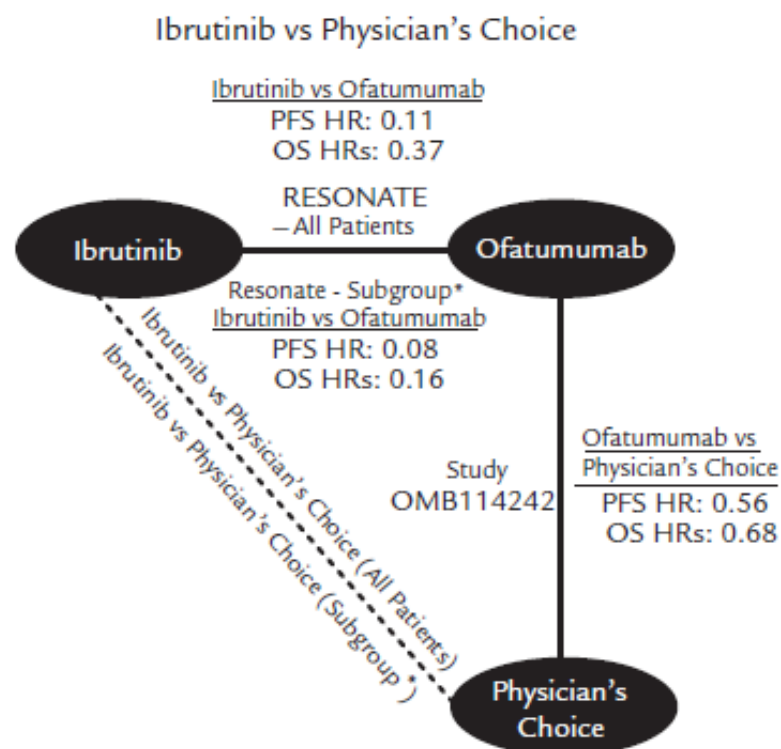 Ibrutinib vs Physician's Choice
Ibrutinib vs Ofatumumab
PFS HR: 0.11
OS HRs: 0.37
RESONATE
– All Patients
Ibrutinib
Ofatumumab
Resonate - Subgroup*
Ibrutinib vs Ofatumumab
PFS HR: 0.08
OS HRs: 0.16
Ibrutinib vs Physician's Choice (All Patients)
Ibrutinib vs Physician's Choice (Subgroup*)
Study
OMB114242
Ofatumumab vs
Physician's Choice
PFS HR: 0.56
OS HRs: 0.68
Physician's
Choice